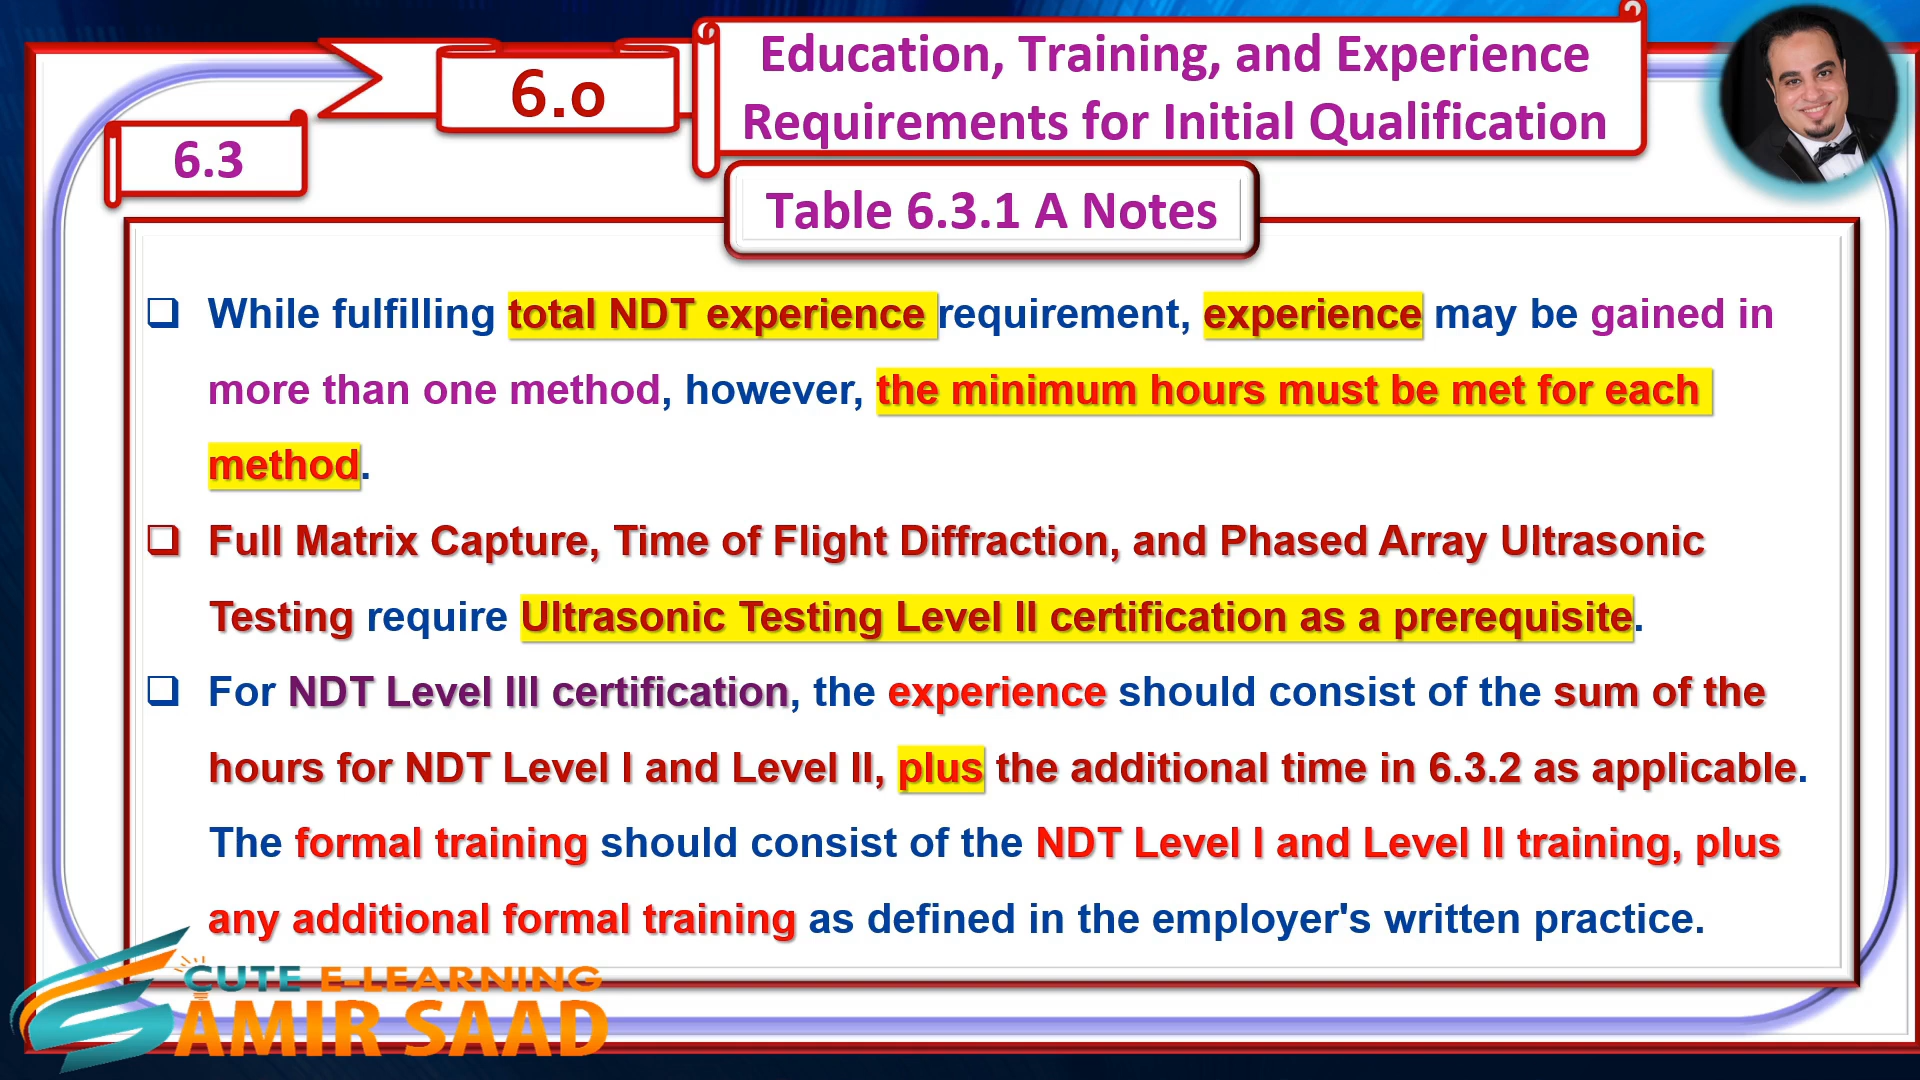 Education, Training, and Experience
6.0
Requirements for Initial Qualification
6.3
Table 6.3.1 A Notes
❑ While fulfilling total NDT experience requirement, experience may be gained in
more than one method, however, the minimum hours must be met for each
method.
❑ Full Matrix Capture, Time of Flight Diffraction, and Phased Array Ultrasonic
Testing require Ultrasonic Testing Level II certification as a prerequisite.
❑ For NDT Level III certification, the experience should consist of the sum of the
hours for NDT Level I and Level II, plus the additional time in 6.3.2 as applicable.
The formal training should consist of the NDT Level I and Level II training, plus
any additional formal training as defined in the employer's written practice.
CUTE E-LEARNING
AMIR SAAD